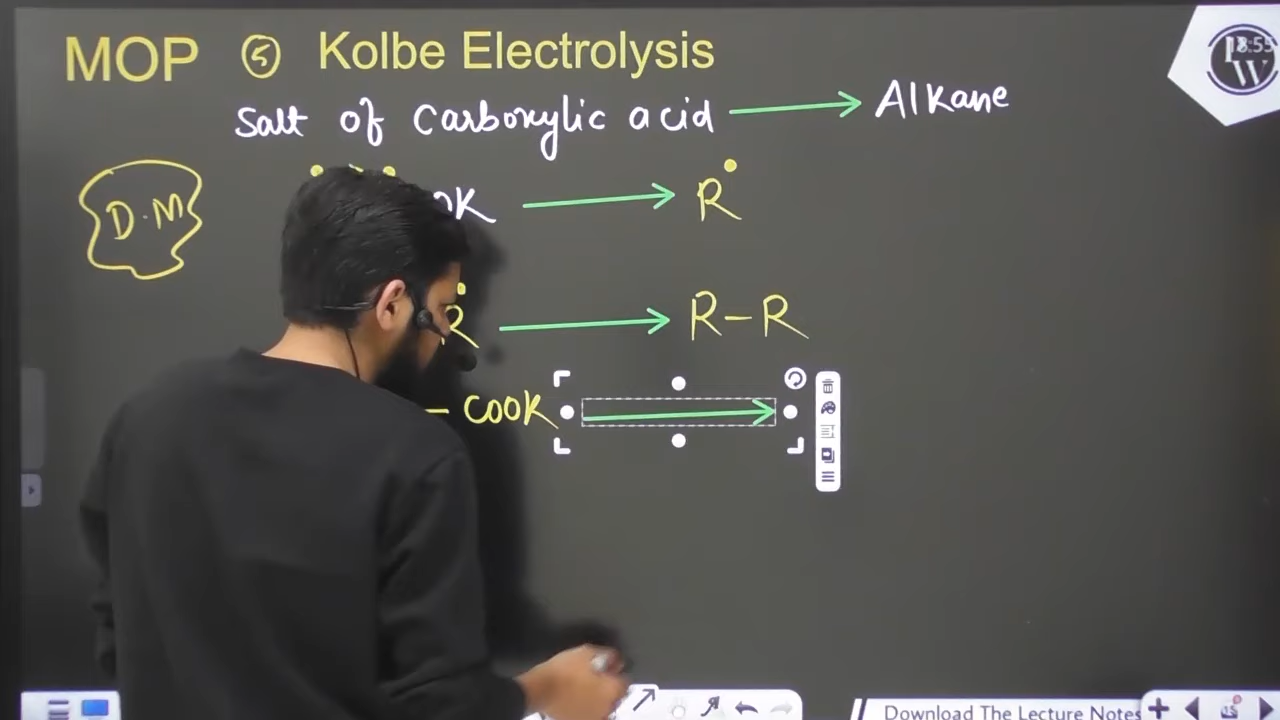 MOP ⑤ Kolbe Electrolysis
Salt of Carboxylic acid → Alkane
D.M
OK → R•
R• → R–R
– COOK →
Download The Lecture Notes